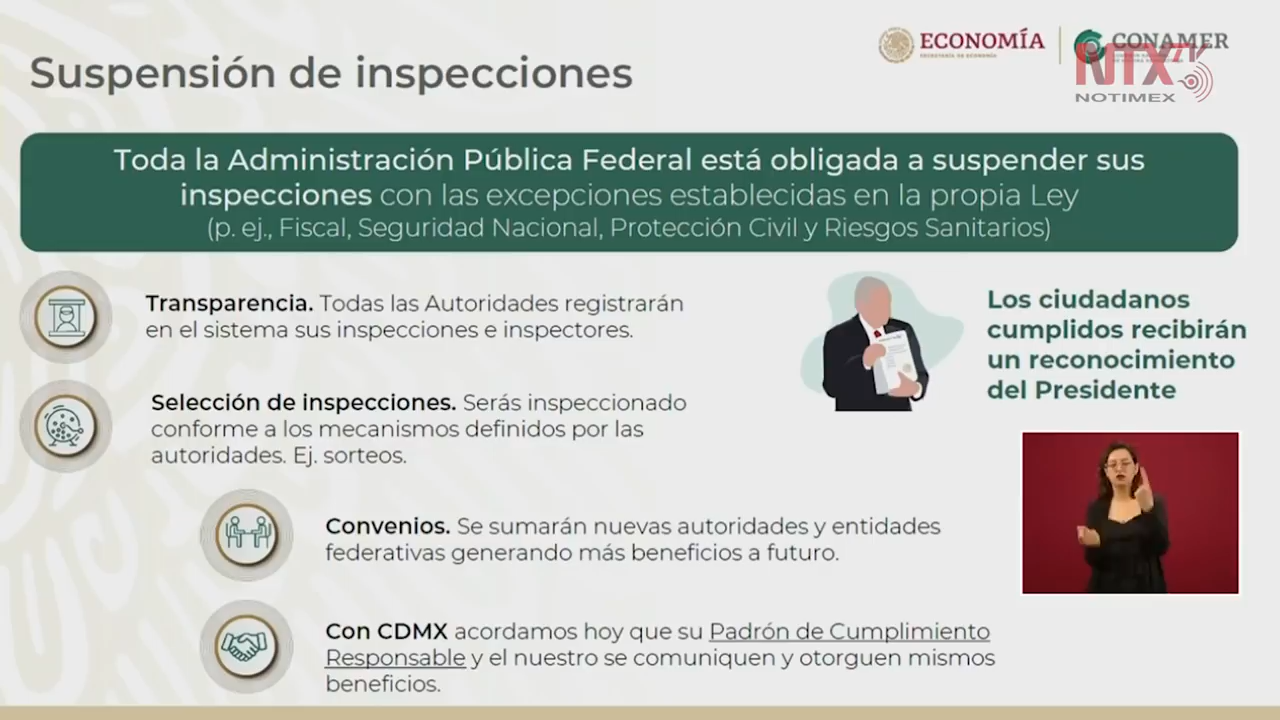 Suspensión de inspecciones
ECONOMÍA
SECRETARÍA DE ECONOMÍA
CONAMER
NTX
NOTIMEX
Toda la Administración Pública Federal está obligada a suspender sus
inspecciones con las excepciones establecidas en la propia Ley
(p. ej., Fiscal, Seguridad Nacional, Protección Civil y Riesgos Sanitarios)
Transparencia. Todas las Autoridades registrarán
en el sistema sus inspecciones e inspectores.
Selección de inspecciones. Serás inspeccionado
conforme a los mecanismos definidos por las
autoridades. Ej. sorteos.
Los ciudadanos
cumplidos recibirán
un reconocimiento
del Presidente
Convenios. Se sumarán nuevas autoridades y entidades
federativas generando más beneficios a futuro.
Con CDMX acordamos hoy que su Padrón de Cumplimiento
Responsable y el nuestro se comuniquen y otorguen mismos
beneficios.